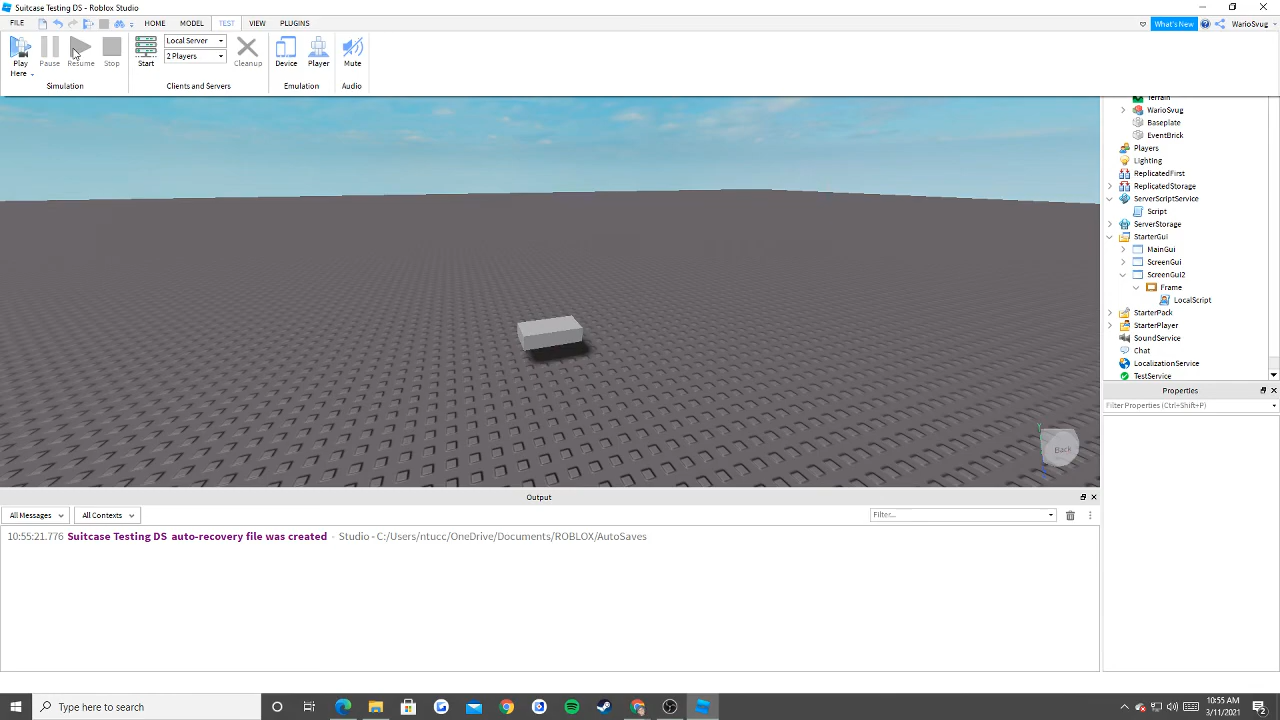 Suitcase Testing DS - Roblox Studio
FILE HOME MODEL TEST VIEW PLUGINS What's New WarioSvug
Play Here Pause Resume Stop Start Local Server 2 Players Cleanup Device Player Mute
Simulation Clients and Servers Emulation Audio
Terrain
WarioSvug
Baseplate
EventBrick
Players
Lighting
ReplicatedFirst
ReplicatedStorage
ServerScriptService
Script
ServerStorage
StarterGui
MainGui
ScreenGui
ScreenGui2
Frame
LocalScript
StarterPack
StarterPlayer
SoundService
Chat
LocalizationService
TestService
Properties
Filter Properties (Ctrl+Shift+P)
Back
Output
All Messages All Contexts Filter...
10:55:21.776 Suitcase Testing DS auto-recovery file was created - Studio - C:/Users/ntucc/OneDrive/Documents/ROBLOX/AutoSaves
Type here to search
10:55 AM
3/11/2021
2